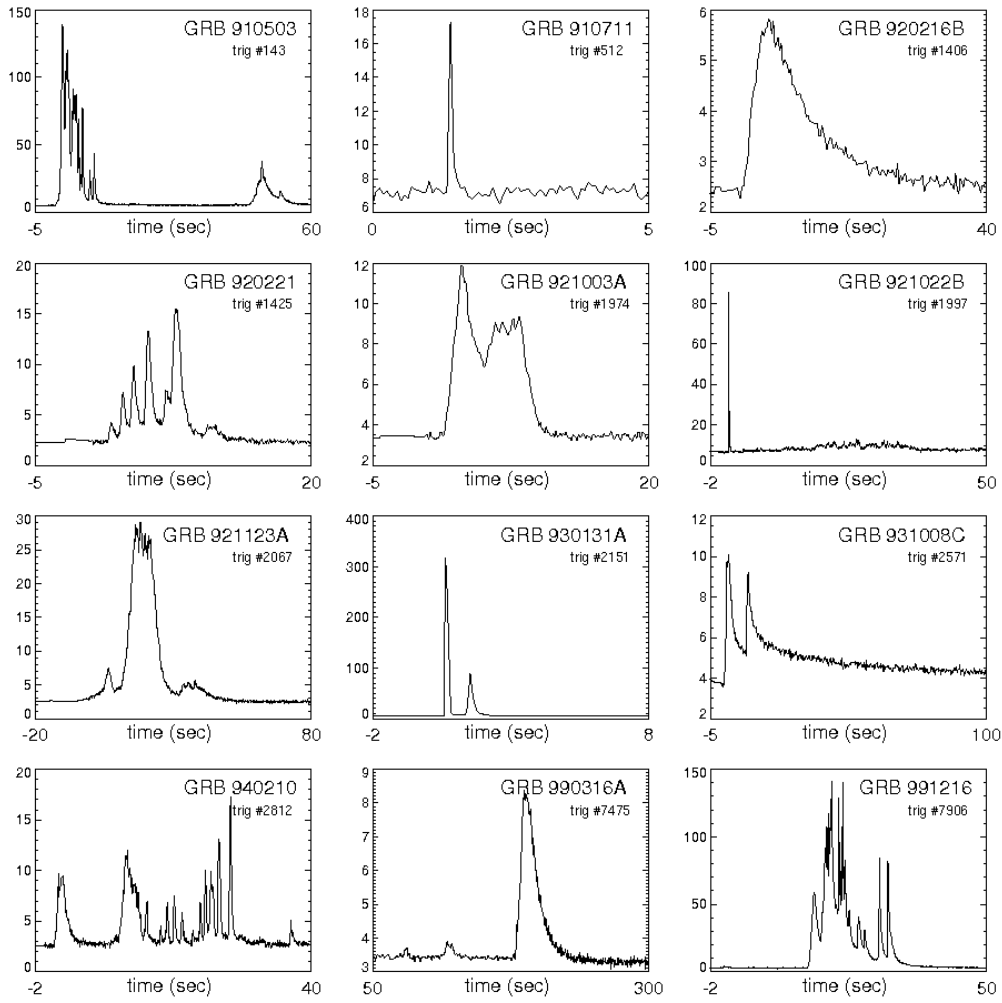 150
100
50
0
GRB 910503
trig #143
-5
time (sec)
60
18
16
14
12
10
8
6
GRB 910711
trig #512
0
time (sec)
5
6
5
4
3
2
GRB 920216B
trig #1406
-5
time (sec)
40
20
15
10
5
0
GRB 920221
trig #1425
-5
time (sec)
20
12
10
8
6
4
2
GRB 921003A
trig #1974
-5
time (sec)
20
100
80
60
40
20
0
GRB 921022B
trig #1997
-2
time (sec)
50
30
25
20
15
10
5
0
GRB 921123A
trig #2067
-20
time (sec)
80
400
300
200
100
0
GRB 930131A
trig #2151
-2
time (sec)
8
12
10
8
6
4
2
GRB 931008C
trig #2571
-5
time (sec)
100
20
15
10
5
0
GRB 940210
trig #2812
-2
time (sec)
40
9
8
7
6
5
4
3
GRB 990316A
trig #7475
50
time (sec)
300
150
100
50
0
GRB 991216
trig #7906
-2
time (sec)
50